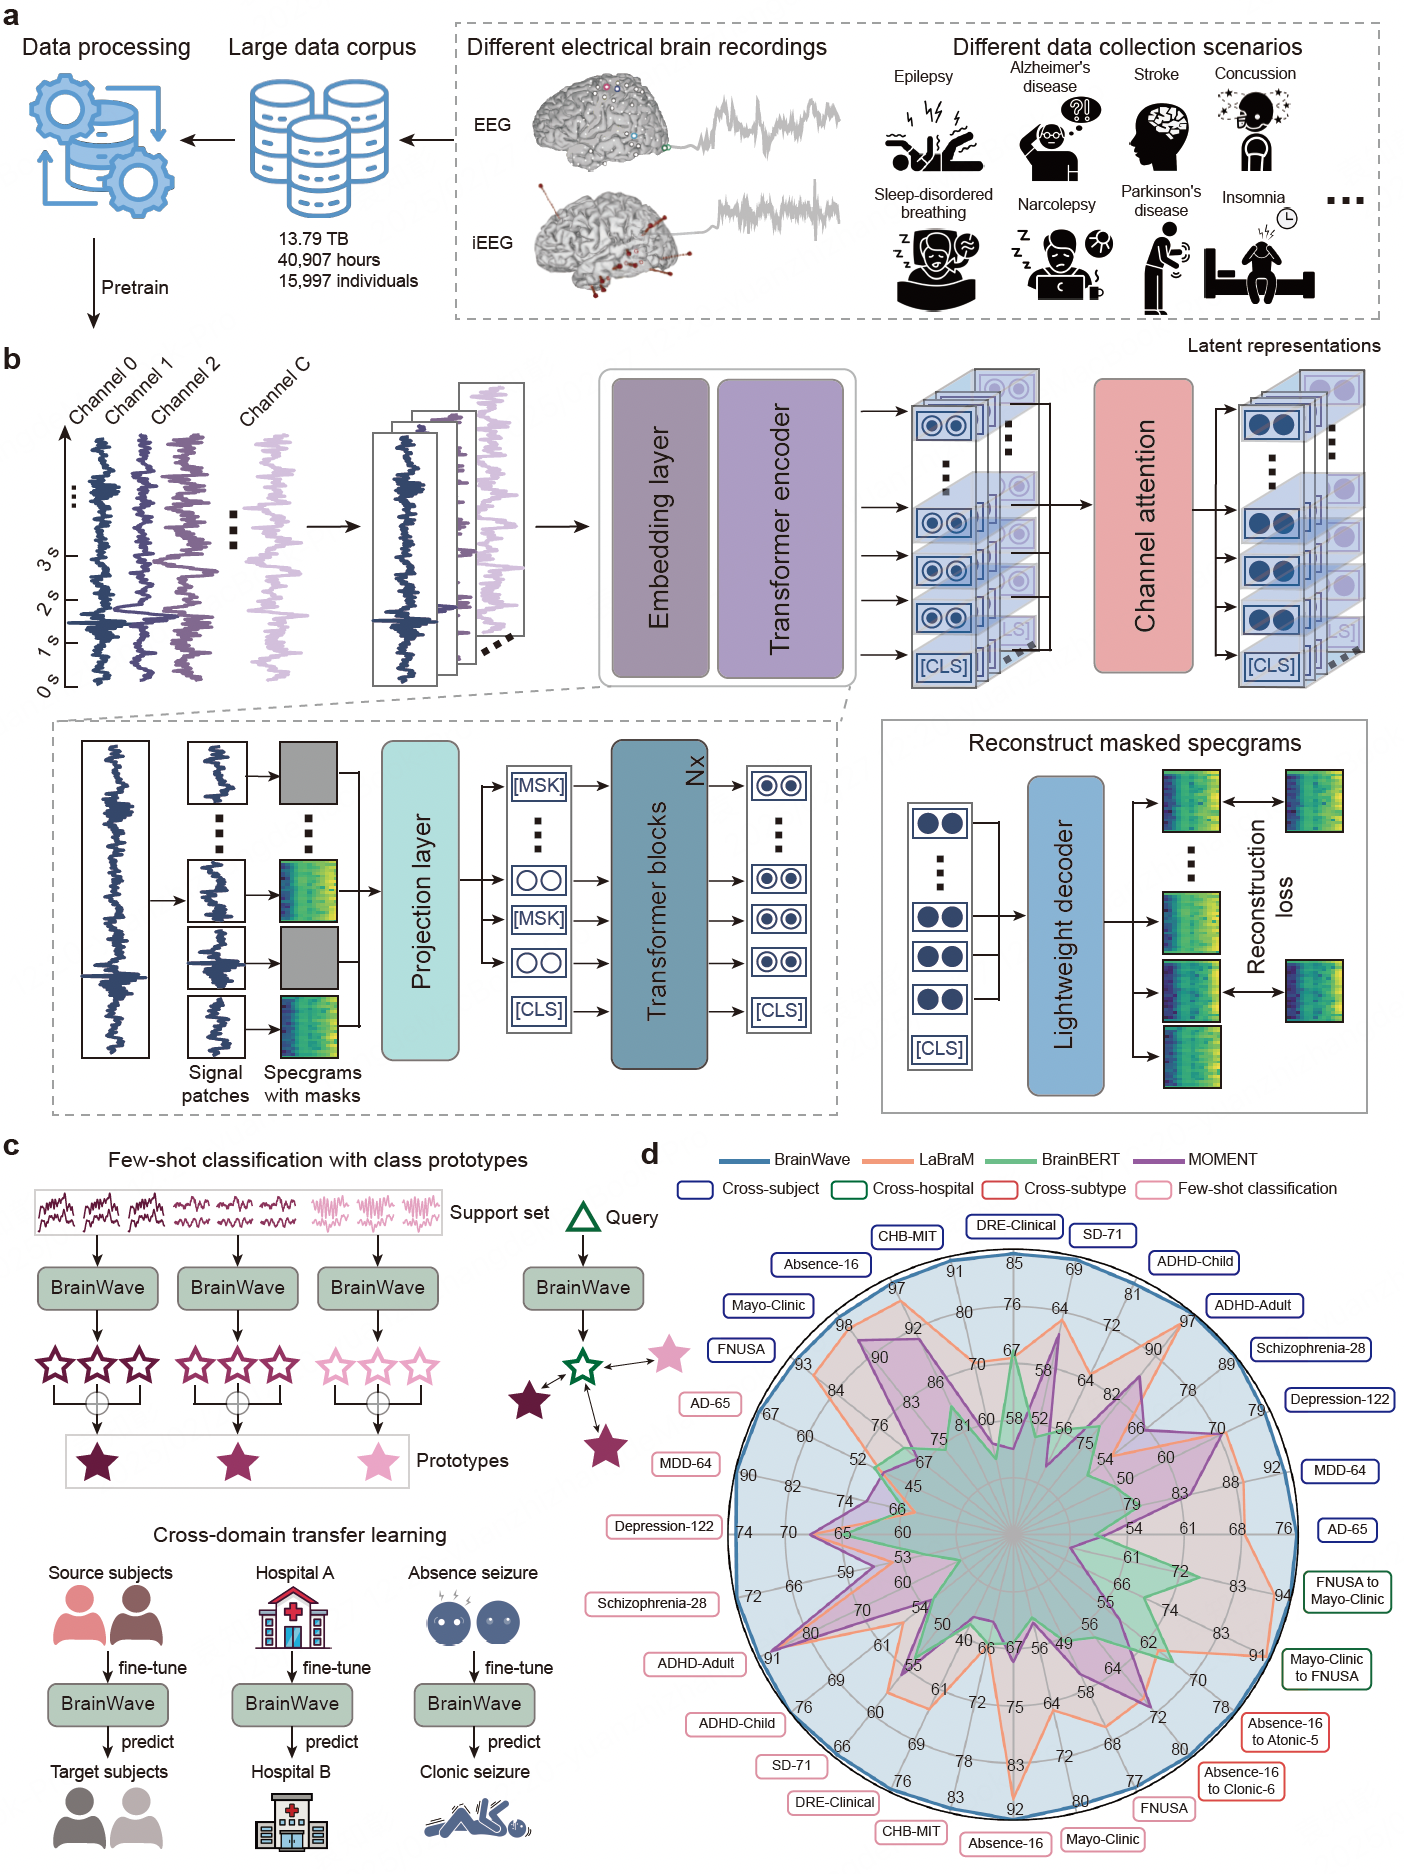 a
Data processing
Large data corpus
Different electrical brain recordings
Different data collection scenarios
EEG
iEEG
Epilepsy
Alzheimer's
disease
?!
Stroke
Concussion
Sleep-disordered
breathing
Narcolepsy
Parkinson's
disease
Insomnia
13.79 TB
40,907 hours
15,997 individuals
Pretrain
b
Channel 0
Channel 1
Channel 2
Channel C
0 s
1 s
2 s
3 s
Embedding layer
Transformer encoder
[CLS]
LS]
Channel attention
Latent representations
[CLS]
LS]
Signal
patches
Specgrams
with masks
Projection layer
[MSK]
[MSK]
[CLS]
Transformer blocks
Nx
[CLS]
Reconstruct masked specgrams
[CLS]
Lightweight decoder
Reconstruction
loss
c
Few-shot classification with class prototypes
Support set
Query
BrainWave
BrainWave
BrainWave
BrainWave
Prototypes
Cross-domain transfer learning
Source subjects
Hospital A
Absence seizure
fine-tune
fine-tune
fine-tune
BrainWave
BrainWave
BrainWave
predict
predict
predict
Target subjects
Hospital B
Clonic seizure
d
BrainWave
LaBraM
BrainBERT
MOMENT
Cross-subject
Cross-hospital
Cross-subtype
Few-shot classification
DRE-Clinical
SD-71
ADHD-Child
ADHD-Adult
Schizophrenia-28
Depression-122
MDD-64
AD-65
FNUSA to
Mayo-Clinic
Mayo-Clinic
to FNUSA
Absence-16
to Atonic-5
Absence-16
to Clonic-6
FNUSA
Mayo-Clinic
Absence-16
CHB-MIT
DRE-Clinical
SD-71
ADHD-Child
ADHD-Adult
Schizophrenia-28
Depression-122
MDD-64
AD-65
FNUSA
Mayo-Clinic
Absence-16
CHB-MIT
85
76
67
58
69
64
58
52
81
72
64
56
97
90
82
75
89
78
66
54
79
70
60
50
92
88
83
79
76
68
61
54
94
83
72
61
91
83
74
66
78
70
62
55
80
72
64
56
77
68
58
49
80
72
64
56
92
83
75
67
83
78
72
66
76
69
61
40
66
60
55
50
76
69
61
54
91
80
70
60
72
66
59
53
74
70
65
60
90
82
74
66
67
60
52
45
93
84
76
67
98
90
83
75
97
92
86
81
91
80
70
60